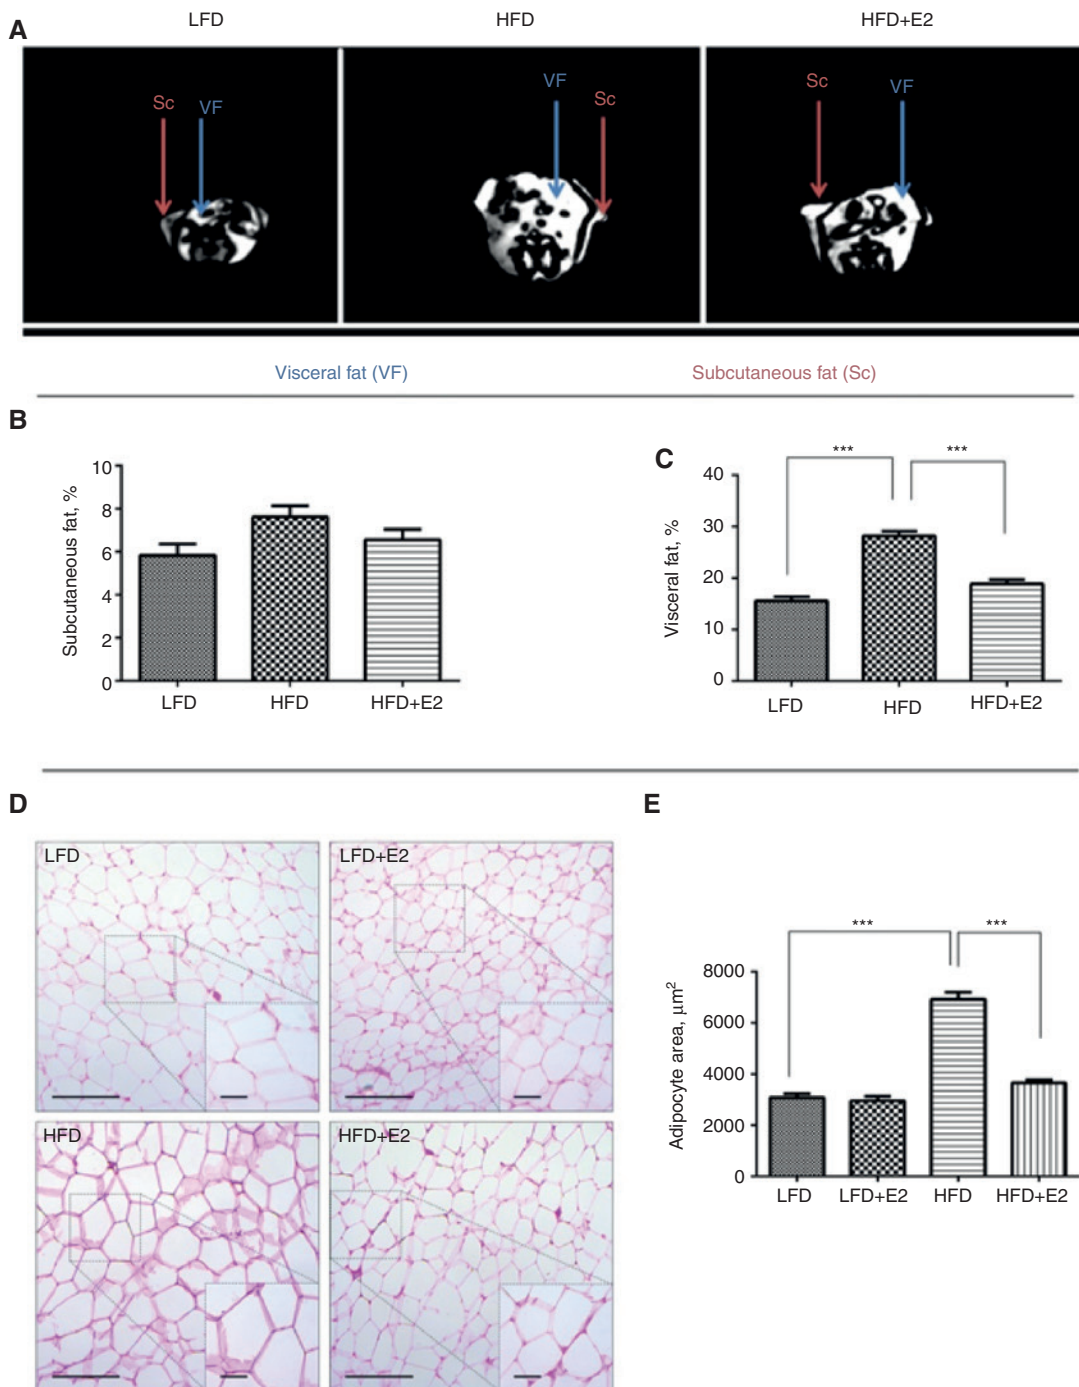 A
LFD
HFD
HFD+E2
Sc
VF
VF
Sc
Sc
VF
Visceral fat (VF)
Subcutaneous fat (Sc)
B
Subcutaneous fat, %
10
8
6
4
2
0
LFD
HFD
HFD+E2
C
***
***
Visceral fat, %
40
30
20
10
0
LFD
HFD
HFD+E2
D
LFD
LFD+E2
HFD
HFD+E2
E
***
***
Adipocyte area, μm²
8000
6000
4000
2000
0
LFD
LFD+E2
HFD
HFD+E2